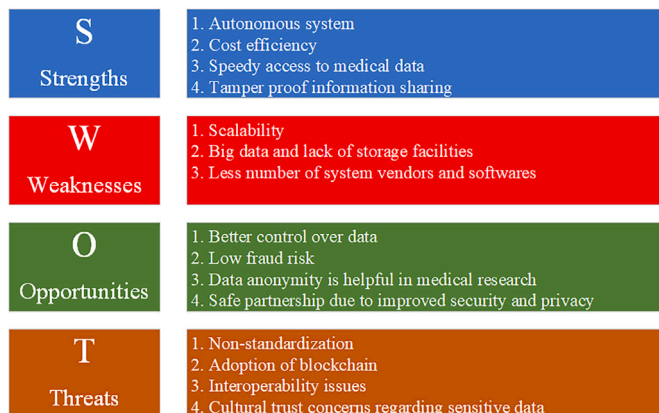 S
Strengths
1. Autonomous system
2. Cost efficiency
3. Speedy access to medical data
4. Tamper proof information sharing
W
Weaknesses
1. Scalability
2. Big data and lack of storage facilities
3. Less number of system vendors and softwares
O
Opportunities
1. Better control over data
2. Low fraud risk
3. Data anonymity is helpful in medical research
4. Safe partnership due to improved security and privacy
T
Threats
1. Non-standardization
2. Adoption of blockchain
3. Interoperability issues
4. Cultural trust concerns regarding sensitive data